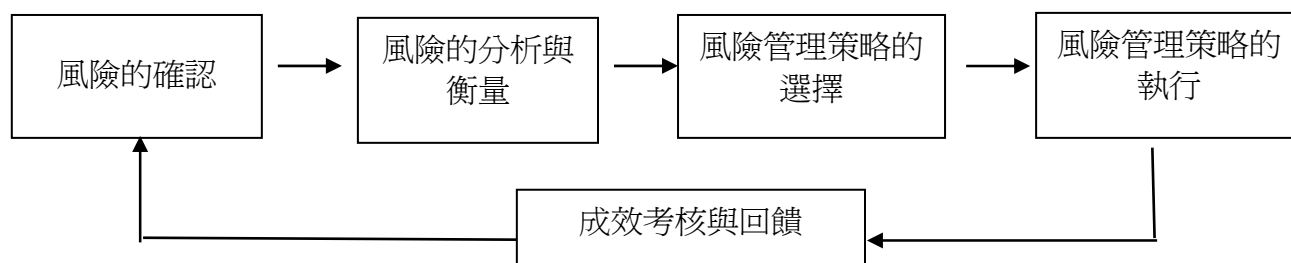 風險的確認
風險的分析與
衡量
風險管理策略的
選擇
風險管理策略的
執行
成效考核與回饋